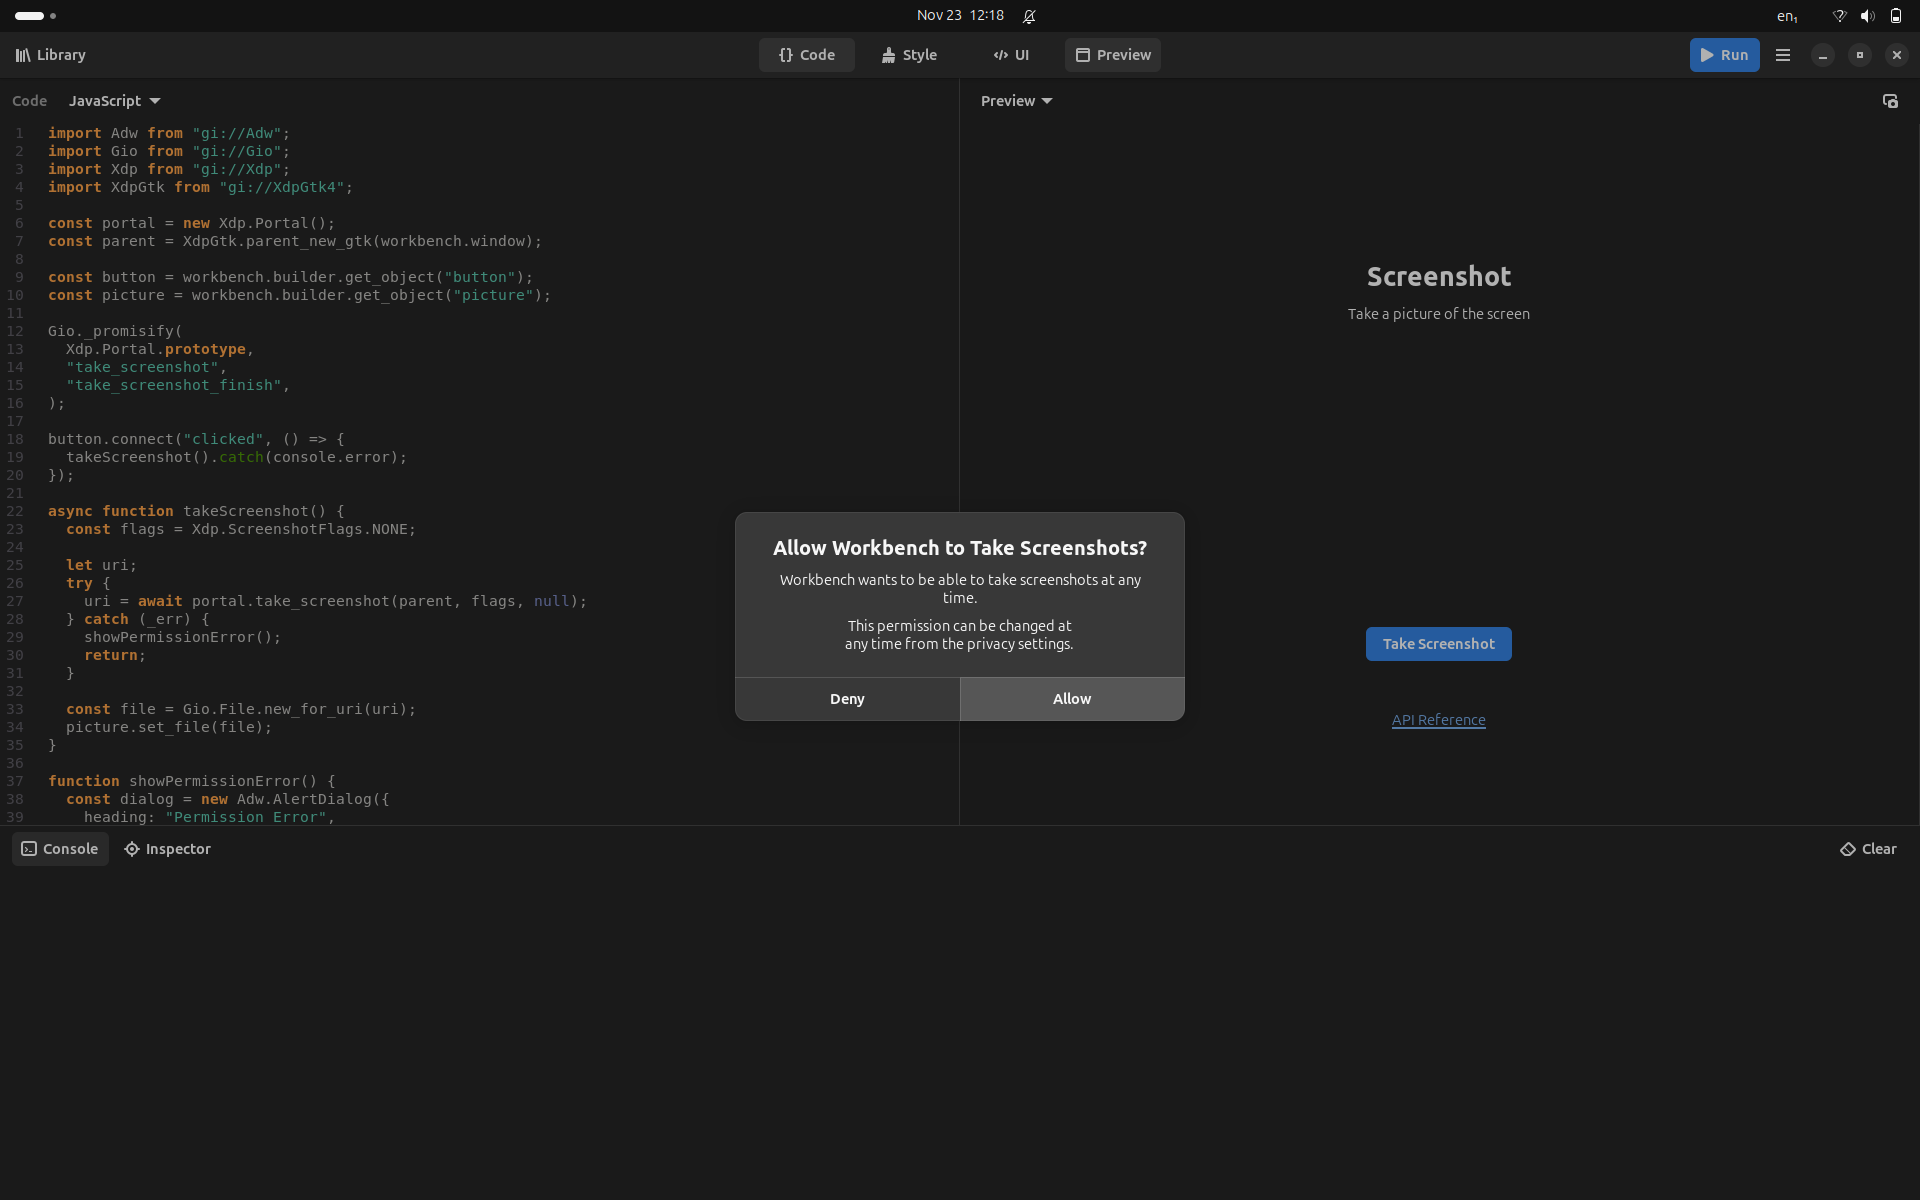 Nov 23 12:18
en₁
Library
Code
Style
UI
Preview
Run
Code JavaScript
1 import Adw from "gi://Adw";
2 import Gio from "gi://Gio";
3 import Xdp from "gi://Xdp";
4 import XdpGtk from "gi://XdpGtk4";
5
6 const portal = new Xdp.Portal();
7 const parent = XdpGtk.parent_new_gtk(workbench.window);
8
9 const button = workbench.builder.get_object("button");
10 const picture = workbench.builder.get_object("picture");
11
12 Gio._promisify(
13   Xdp.Portal.prototype,
14   "take_screenshot",
15   "take_screenshot_finish",
16 );
17
18 button.connect("clicked", () => {
19   takeScreenshot().catch(console.error);
20 });
21
22 async function takeScreenshot() {
23   const flags = Xdp.ScreenshotFlags.NONE;
24
25   let uri;
26   try {
27     uri = await portal.take_screenshot(parent, flags, null);
28   } catch (_err) {
29     showPermissionError();
30     return;
31   }
32
33   const file = Gio.File.new_for_uri(uri);
34   picture.set_file(file);
35 }
36
37 function showPermissionError() {
38   const dialog = new Adw.AlertDialog({
39     heading: "Permission Error",
Preview
Screenshot
Take a picture of the screen
Take Screenshot
API Reference
Allow Workbench to Take Screenshots?
Workbench wants to be able to take screenshots at any
time.
This permission can be changed at
any time from the privacy settings.
Deny
Allow
Console
Inspector
Clear